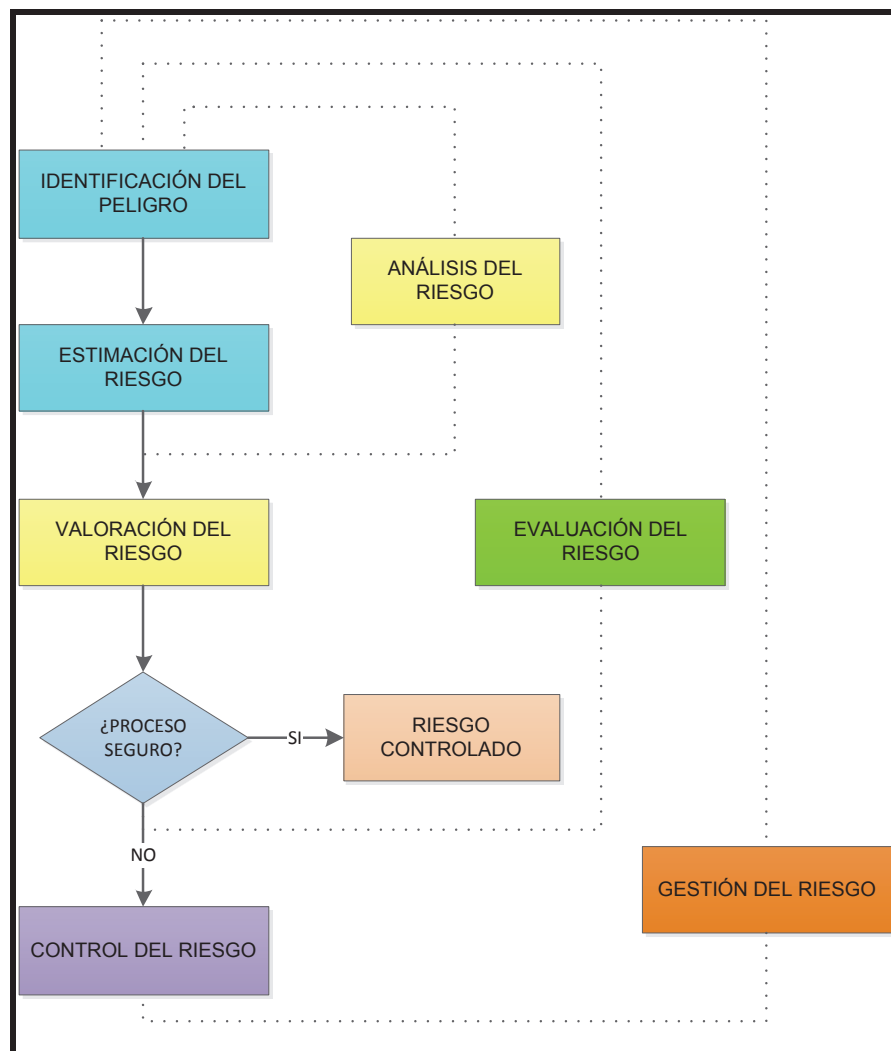 IDENTIFICACIÓN DEL
PELIGRO
ANÁLISIS DEL
RIESGO
ESTIMACIÓN DEL
RIESGO
VALORACIÓN DEL
RIESGO
EVALUACIÓN DEL
RIESGO
¿PROCESO
SEGURO?
SI
RIESGO
CONTROLADO
NO
GESTIÓN DEL RIESGO
CONTROL DEL RIESGO